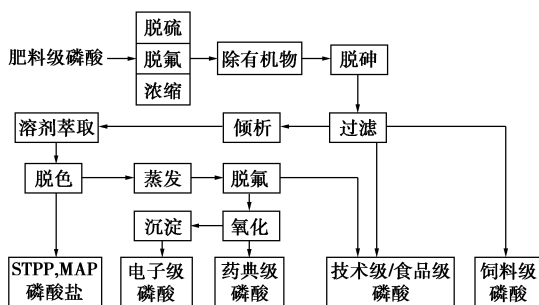 脱硫
肥料级磷酸
脱氟
除有机物
脱砷
浓缩
溶剂萃取
倾析
过滤
脱色
蒸发
脱氟
沉淀
氧化
STPP,MAP
磷酸盐
电子级
磷酸
药典级
磷酸
技术级/食品级
磷酸
饲料级
磷酸